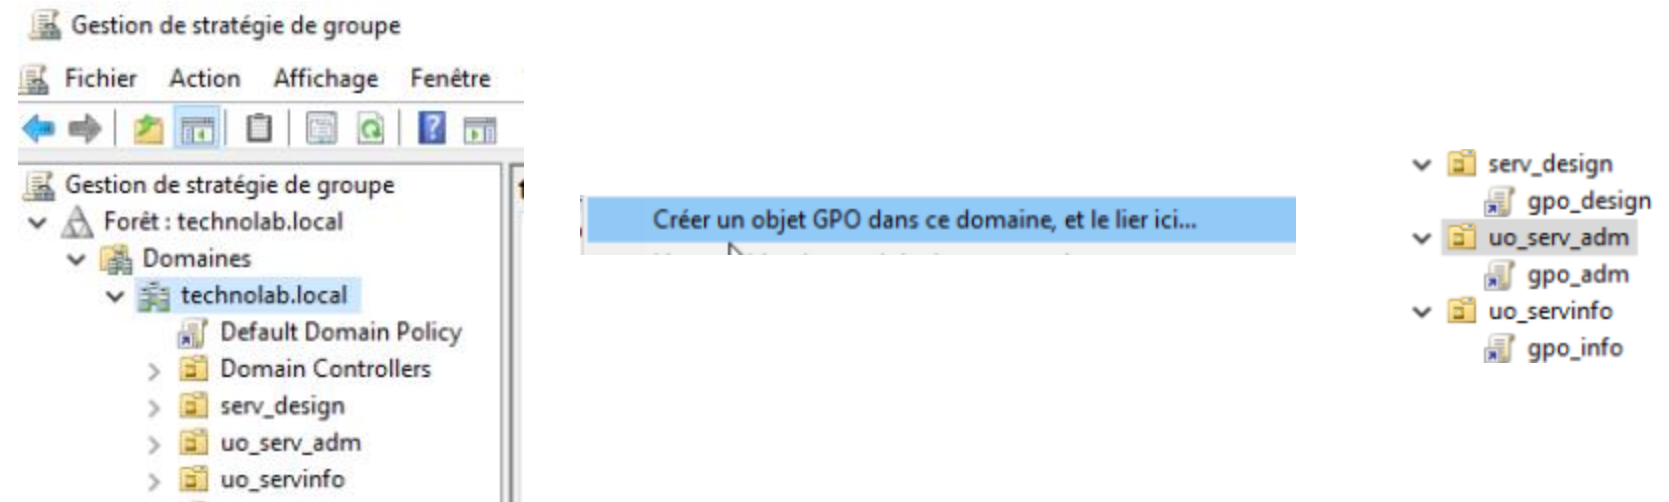 Gestion de stratégie de groupe
Fichier Action Affichage Fenêtre
Gestion de stratégie de groupe
Forêt : technolab.local
Domaines
technolab.local
Default Domain Policy
Domain Controllers
serv_design
uo_serv_adm
uo_servinfo
Créer un objet GPO dans ce domaine, et le lier ici...
serv_design
gpo_design
uo_serv_adm
gpo_adm
uo_servinfo
gpo_info